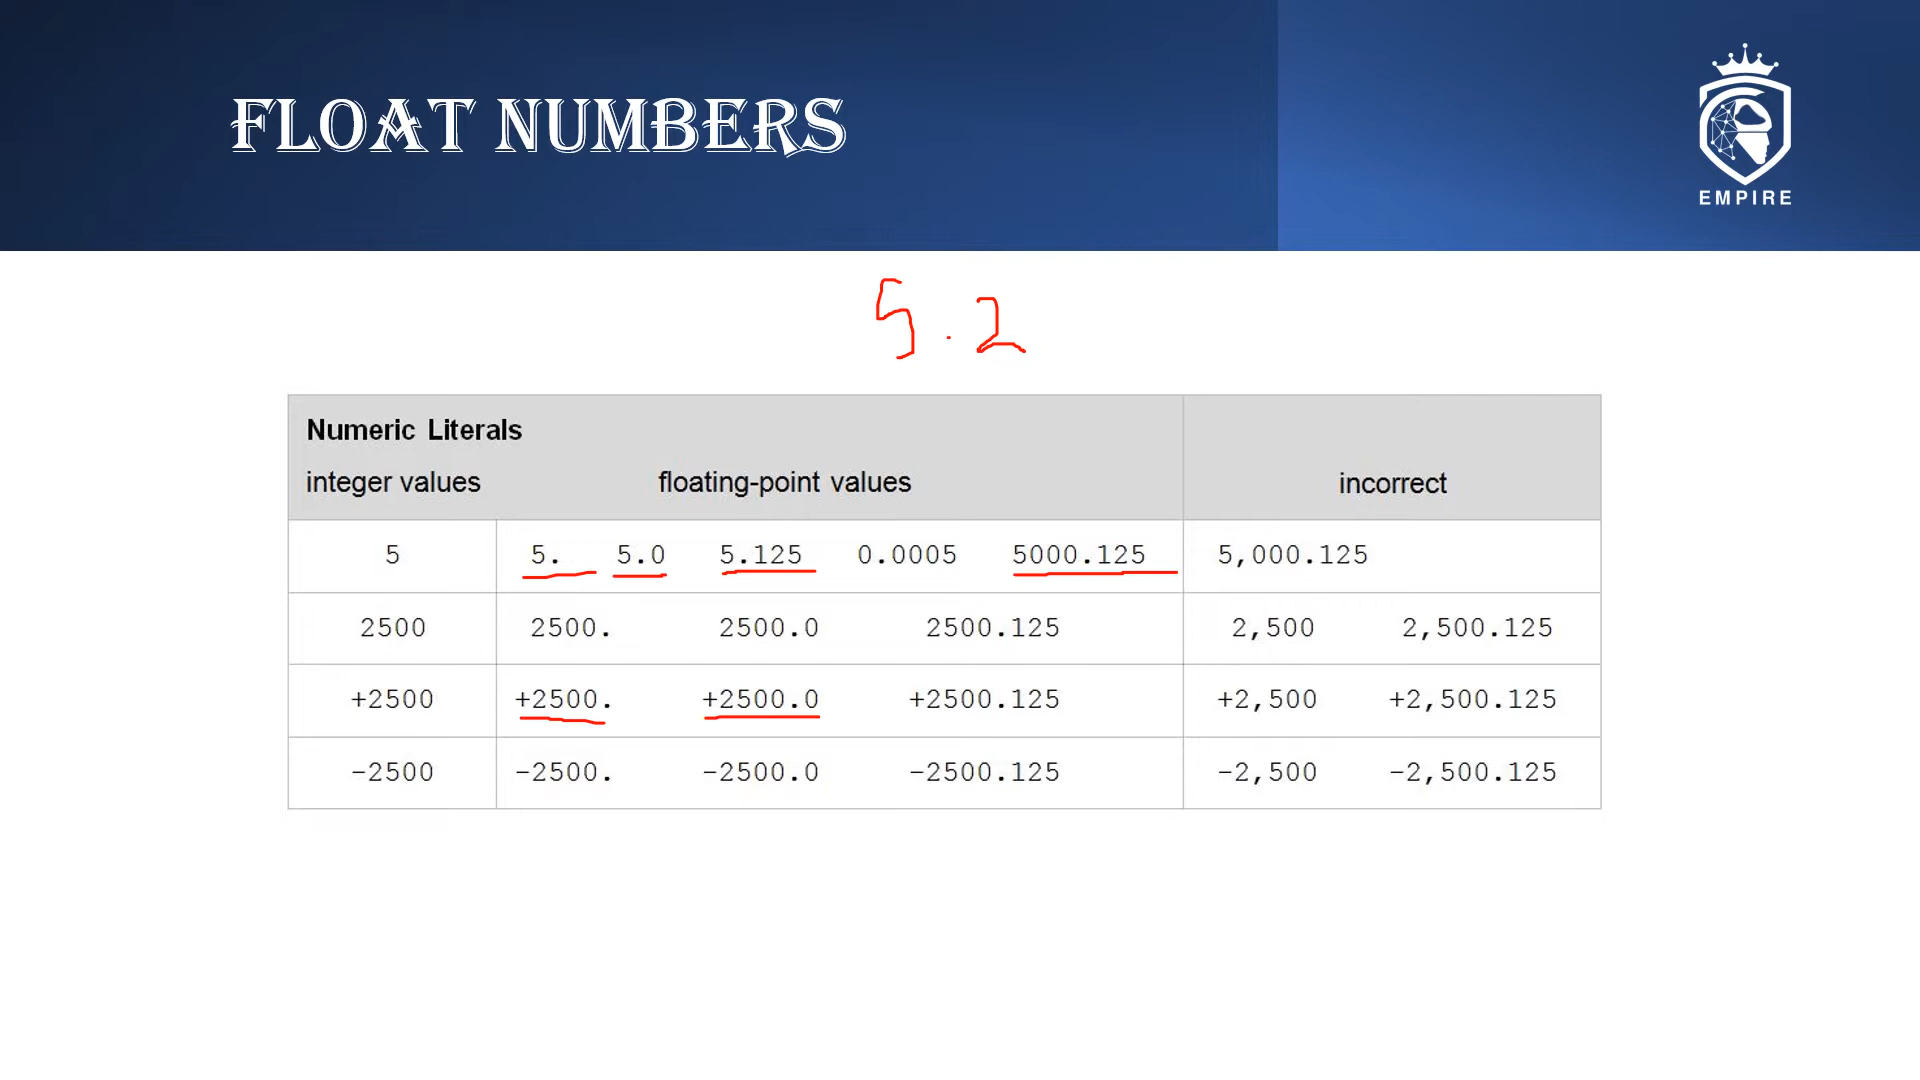 FLOAT NUMBERS
EMPIRE
5.2
Numeric Literals
integer values floating-point values incorrect
5 5. 5.0 5.125 0.0005 5000.125 5,000.125
2500 2500. 2500.0 2500.125 2,500 2,500.125
+2500 +2500. +2500.0 +2500.125 +2,500 +2,500.125
-2500 -2500. -2500.0 -2500.125 -2,500 -2,500.125